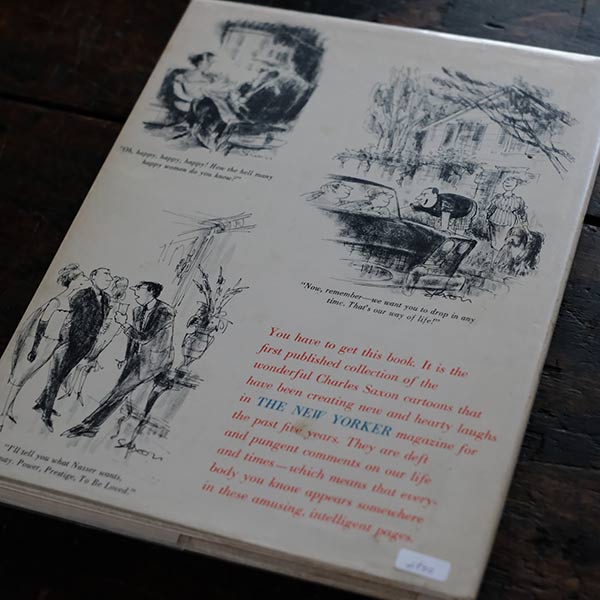 "Oh, happy, happy, happy! How the hell many
happy women do you know?"
"Now, remember—we want you to drop in any
time. That's our way of life!"
"I'll tell you what Nasser wants,
Power, Prestige, To Be Loved."
Saxon
Saxon
You have to get this book. It is the
first published collection of the
wonderful Charles Saxon cartoons that
have been creating new and hearty laughs
in THE NEW YORKER magazine for
the past five years. They are deft
and pungent comments on our life
and times—which means that every-
body you know appears somewhere
in these amusing, intelligent pages.